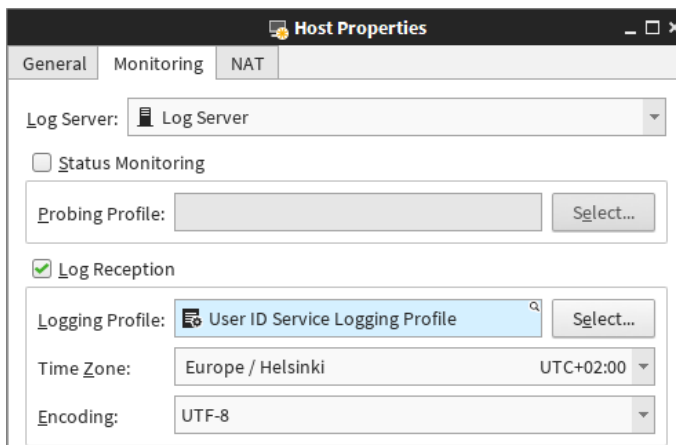 Host Properties
General Monitoring NAT
Log Server: Log Server
Status Monitoring
Probing Profile: Select...
Log Reception
Logging Profile: User ID Service Logging Profile Select...
Time Zone: Europe / Helsinki UTC+02:00
Encoding: UTF-8